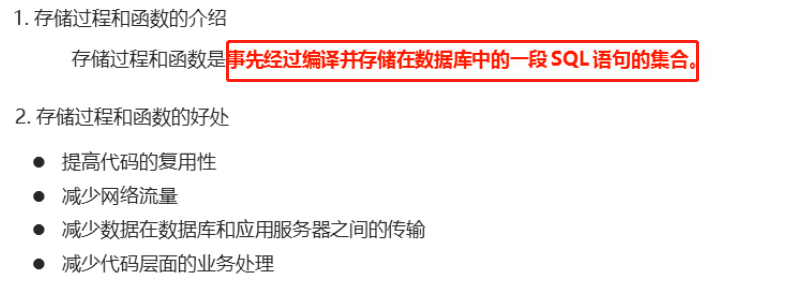 1. 存储过程和函数的介绍
存储过程和函数是事先经过编译并存储在数据库中的一段 SQL 语句的集合。
2. 存储过程和函数的好处
● 提高代码的复用性
● 减少网络流量
● 减少数据在数据库和应用服务器之间的传输
● 减少代码层面的业务处理